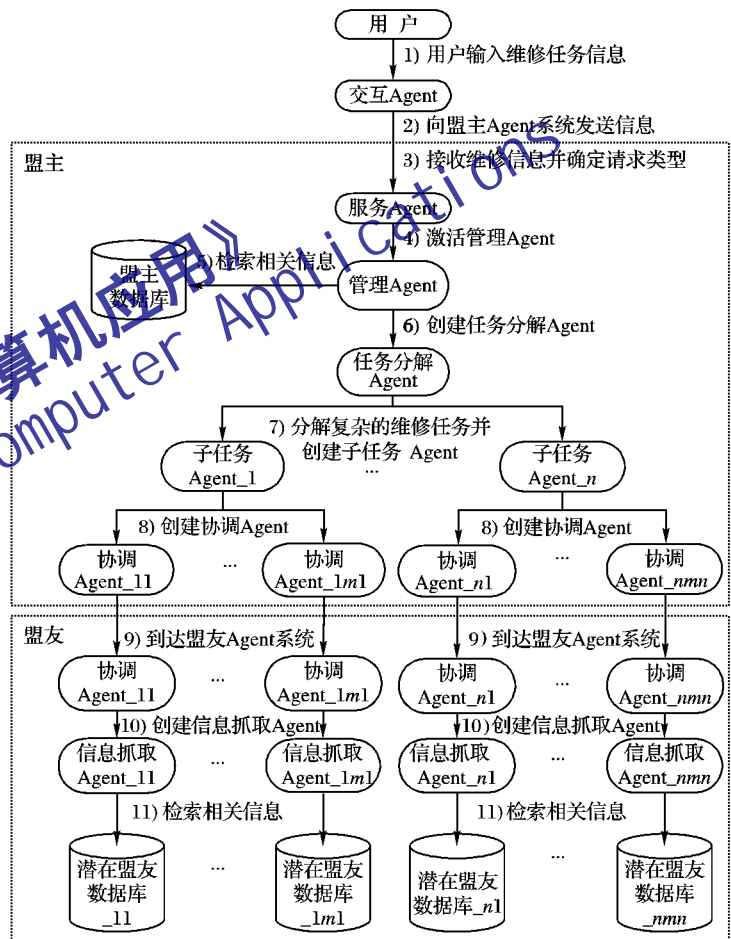 用 户
1) 用户输入维修任务信息
交互Agent
2) 向盟主Agent系统发送信息
盟主
3) 接收维修信息并确定请求类型
服务Agent
4) 激活管理Agent
5) 检索相关信息
盟主
数据库
管理Agent
6) 创建任务分解Agent
任务分解
Agent
7) 分解复杂的维修任务并
创建子任务 Agent
...
子任务
Agent_1
子任务
Agent_n
8) 创建协调Agent
8) 创建协调Agent
协调
Agent_11
...
协调
Agent_1m1
协调
Agent_n1
...
协调
Agent_nmn
盟友
9) 到达盟友Agent系统
9) 到达盟友Agent系统
协调
Agent_11
...
协调
Agent_1m1
协调
Agent_n1
...
协调
Agent_nmn
10) 创建信息抓取Agent
10) 创建信息抓取Agent
信息抓取
Agent_11
...
信息抓取
Agent_1m1
信息抓取
Agent_n1
...
信息抓取
Agent_nmn
11) 检索相关信息
11) 检索相关信息
潜在盟友
数据库
_11
...
潜在盟友
数据库
_1m1
潜在盟友
数据库_n1
...
潜在盟友
数据库
_nmn
算机应用》
omputer Applications